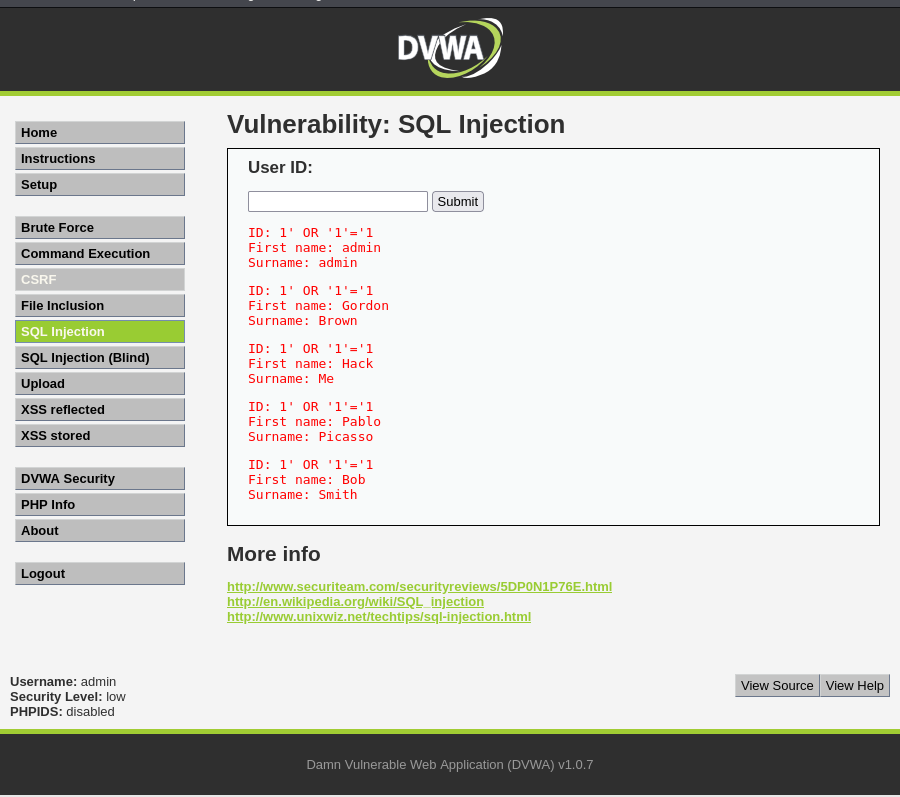 DVWA
Home
Instructions
Setup
Brute Force
Command Execution
CSRF
File Inclusion
SQL Injection
SQL Injection (Blind)
Upload
XSS reflected
XSS stored
DVWA Security
PHP Info
About
Logout
Vulnerability: SQL Injection
User ID:
Submit
ID: 1' OR '1'='1
First name: admin
Surname: admin
ID: 1' OR '1'='1
First name: Gordon
Surname: Brown
ID: 1' OR '1'='1
First name: Hack
Surname: Me
ID: 1' OR '1'='1
First name: Pablo
Surname: Picasso
ID: 1' OR '1'='1
First name: Bob
Surname: Smith
More info
http://www.securiteam.com/securityreviews/5DP0N1P76E.html
http://en.wikipedia.org/wiki/SQL_injection
http://www.unixwiz.net/techtips/sql-injection.html
Username: admin
Security Level: low
PHPIDS: disabled
View Source
View Help
Damn Vulnerable Web Application (DVWA) v1.0.7